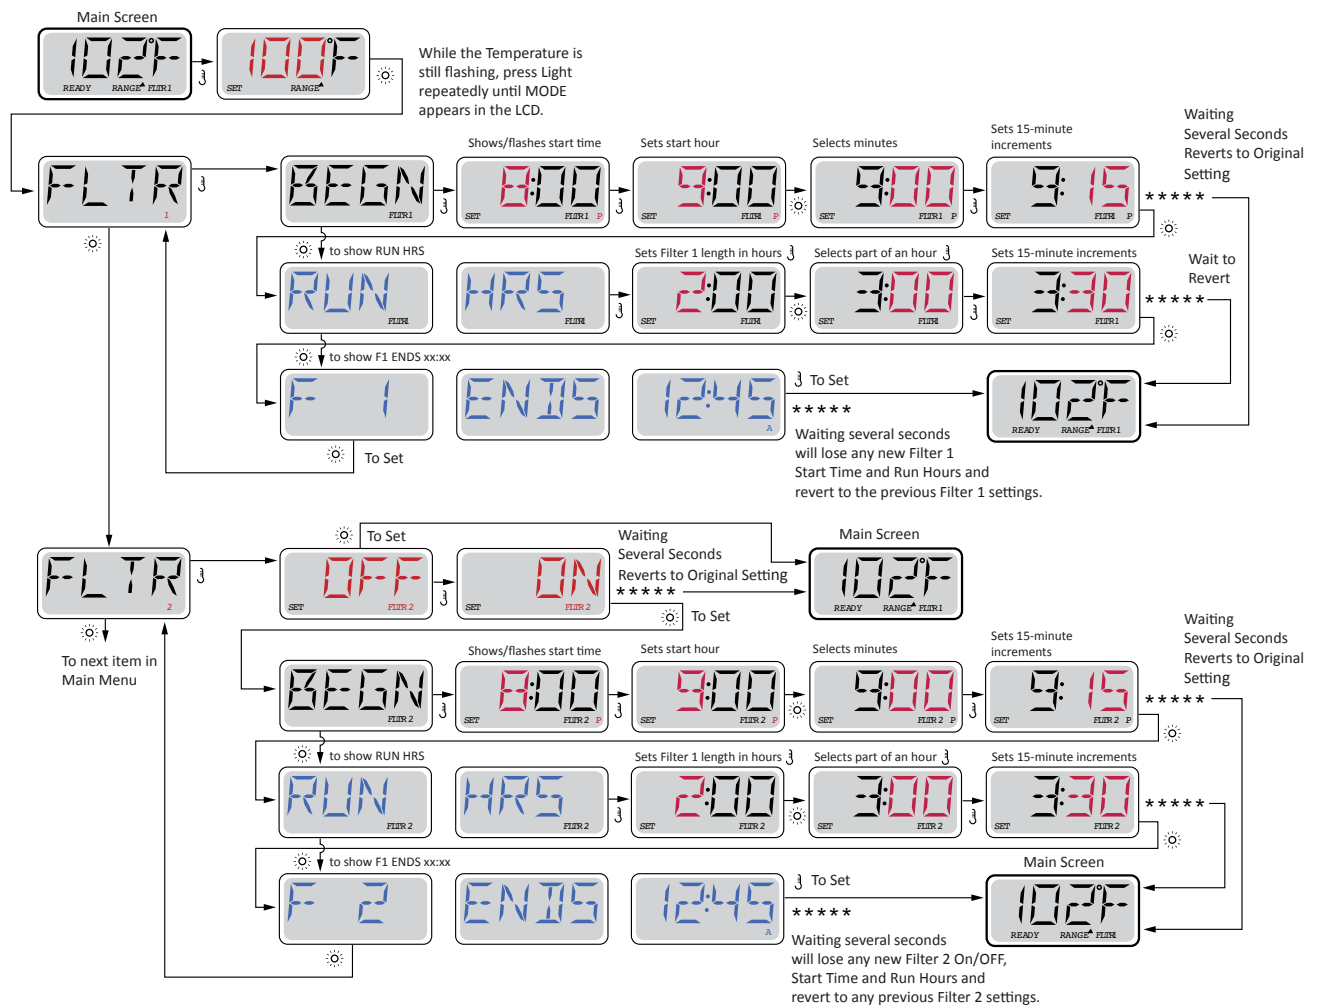 Main Screen
102°F
READY RANGE FLTR1
100°F
SET RANGE
While the Temperature is
still flashing, press Light
repeatedly until MODE
appears in the LCD.
FLTR
1
BEGN
FLTR1
Shows/flashes start time
8:00
SET FLTR1 P
Sets start hour
9:00
SET FLTR1 P
Selects minutes
9:00
SET FLTR1 P
Sets 15-minute
increments
9:15
SET FLTR1 P
*****
Waiting
Several Seconds
Reverts to Original
Setting
to show RUN HRS
RUN
FLTR1
HRS
FLTR1
Sets Filter 1 length in hours
2:00
SET FLTR1
Selects part of an hour
3:00
SET FLTR1
Sets 15-minute increments
3:30
SET FLTR1
*****
Wait to
Revert
to show F1 ENDS xx:xx
F 1
ENDS
12:45
A
To Set
*****
Waiting several seconds
will lose any new Filter 1
Start Time and Run Hours and
revert to the previous Filter 1 settings.
102°F
READY RANGE FLTR1
To Set
FLTR
2
To next item in
Main Menu
To Set
OFF
SET FLTR 2
ON
SET FLTR 2
Waiting
Several Seconds
Reverts to Original Setting
*****
To Set
Main Screen
102°F
READY RANGE FLTR1
BEGN
FLTR 2
Shows/flashes start time
8:00
SET FLTR 2 P
Sets start hour
9:00
SET FLTR 2 P
Selects minutes
9:00
SET FLTR 2 P
Sets 15-minute
increments
9:15
SET FLTR 2 P
*****
Waiting
Several Seconds
Reverts to Original
Setting
to show RUN HRS
RUN
FLTR 2
HRS
Sets Filter 1 length in hours
2:00
SET FLTR 2
Selects part of an hour
3:00
SET FLTR 2
Sets 15-minute increments
3:30
SET FLTR 2
*****
to show F1 ENDS xx:xx
F 2
ENDS
12:45
A
To Set
*****
Waiting several seconds
will lose any new Filter 2 On/OFF,
Start Time and Run Hours and
revert to any previous Filter 2 settings.
Main Screen
102°F
READY RANGE FLTR1